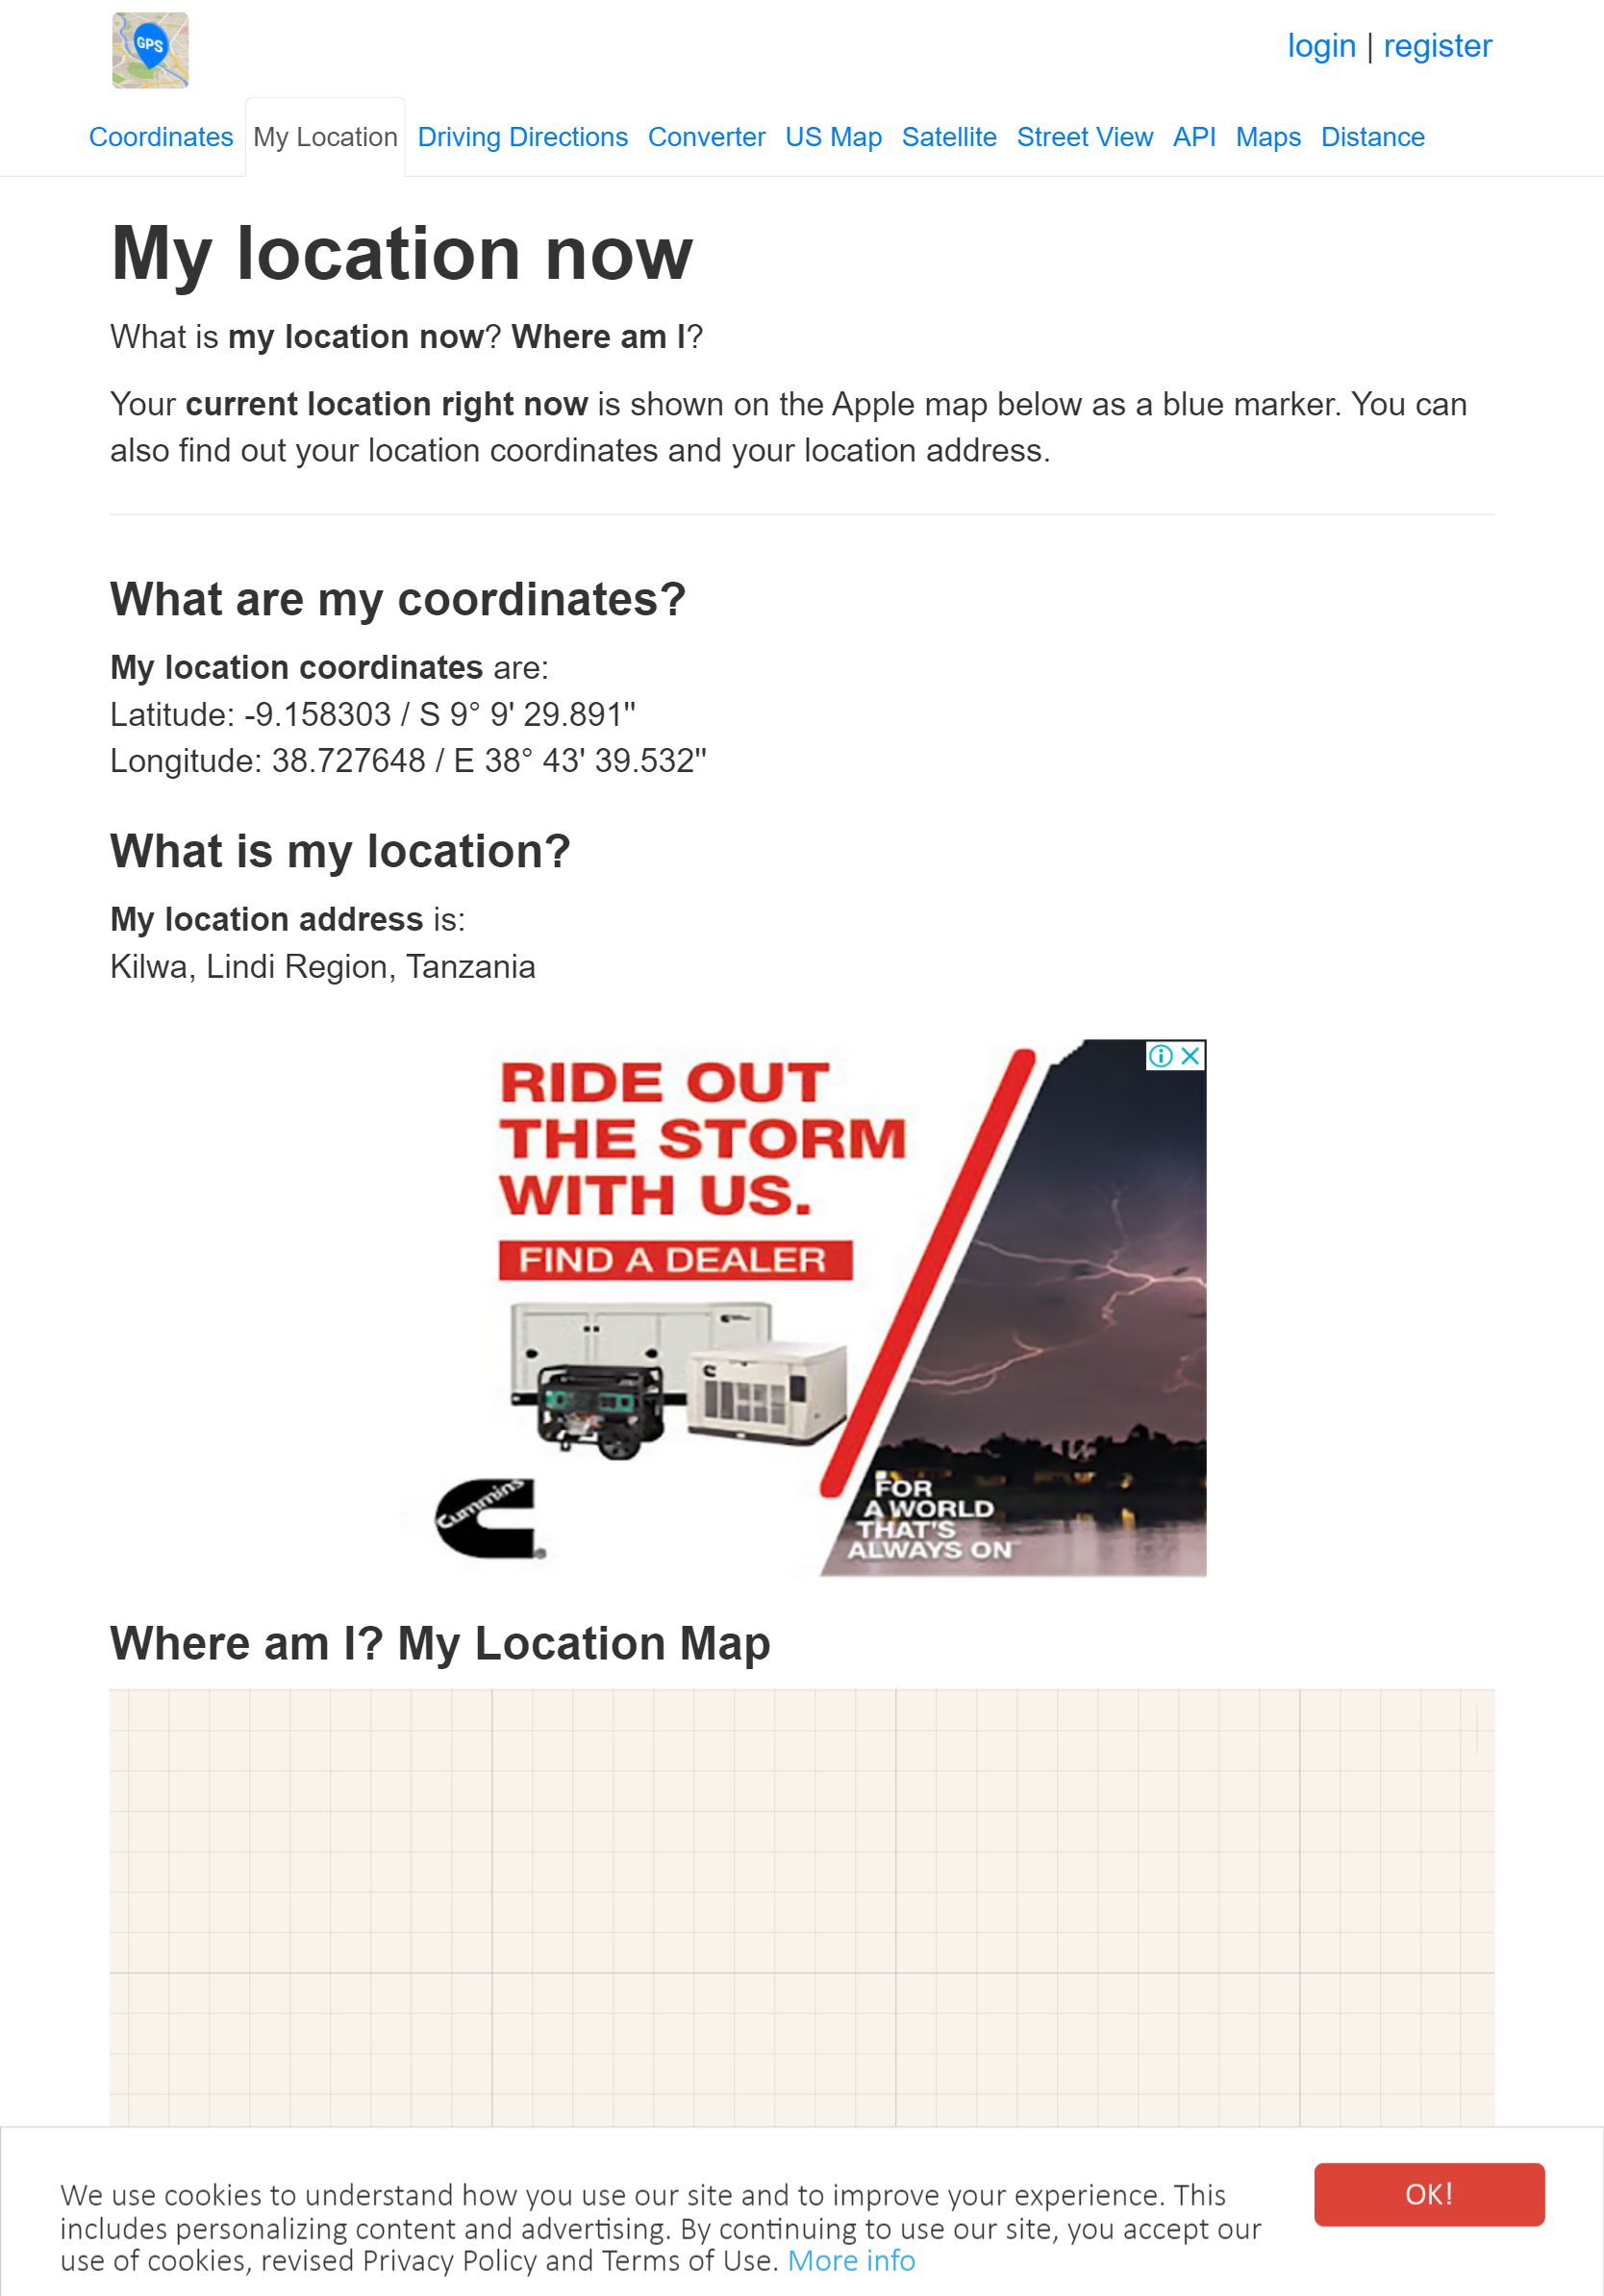 GPS
login | register
Coordinates My Location Driving Directions Converter US Map Satellite Street View API Maps Distance
My location now
What is my location now? Where am I?
Your current location right now is shown on the Apple map below as a blue marker. You can
also find out your location coordinates and your location address.
What are my coordinates?
My location coordinates are:
Latitude: -9.158303 / S 9° 9' 29.891''
Longitude: 38.727648 / E 38° 43' 39.532''
What is my location?
My location address is:
Kilwa, Lindi Region, Tanzania
RIDE OUT
THE STORM
WITH US.
FIND A DEALER
Cummins
FOR
A WORLD
THAT'S
ALWAYS ON
Where am I? My Location Map
We use cookies to understand how you use our site and to improve your experience. This
includes personalizing content and advertising. By continuing to use our site, you accept our
use of cookies, revised Privacy Policy and Terms of Use. More info
OK!